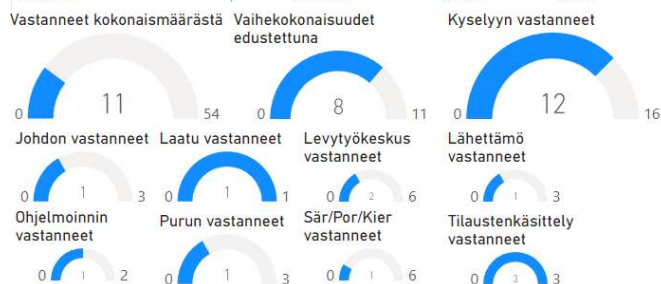 Vastanneet kokonaismäärästä
0 11 54
Vaihekokonaisuudet
edustettuna
0 8 11
Kyselyyn vastanneet
0 12 16
Johdon vastanneet
0 1 3
Laatu vastanneet
0 1 1
Levytyökeskus
vastanneet
0 2 6
Lähettämö
vastanneet
0 1 3
Ohjelmoinnin
vastanneet
0 1 2
Purun vastanneet
0 1 3
Sär/Por/Kier
vastanneet
0 1 6
Tilaustenkäsittely
vastanneet
0 3 3